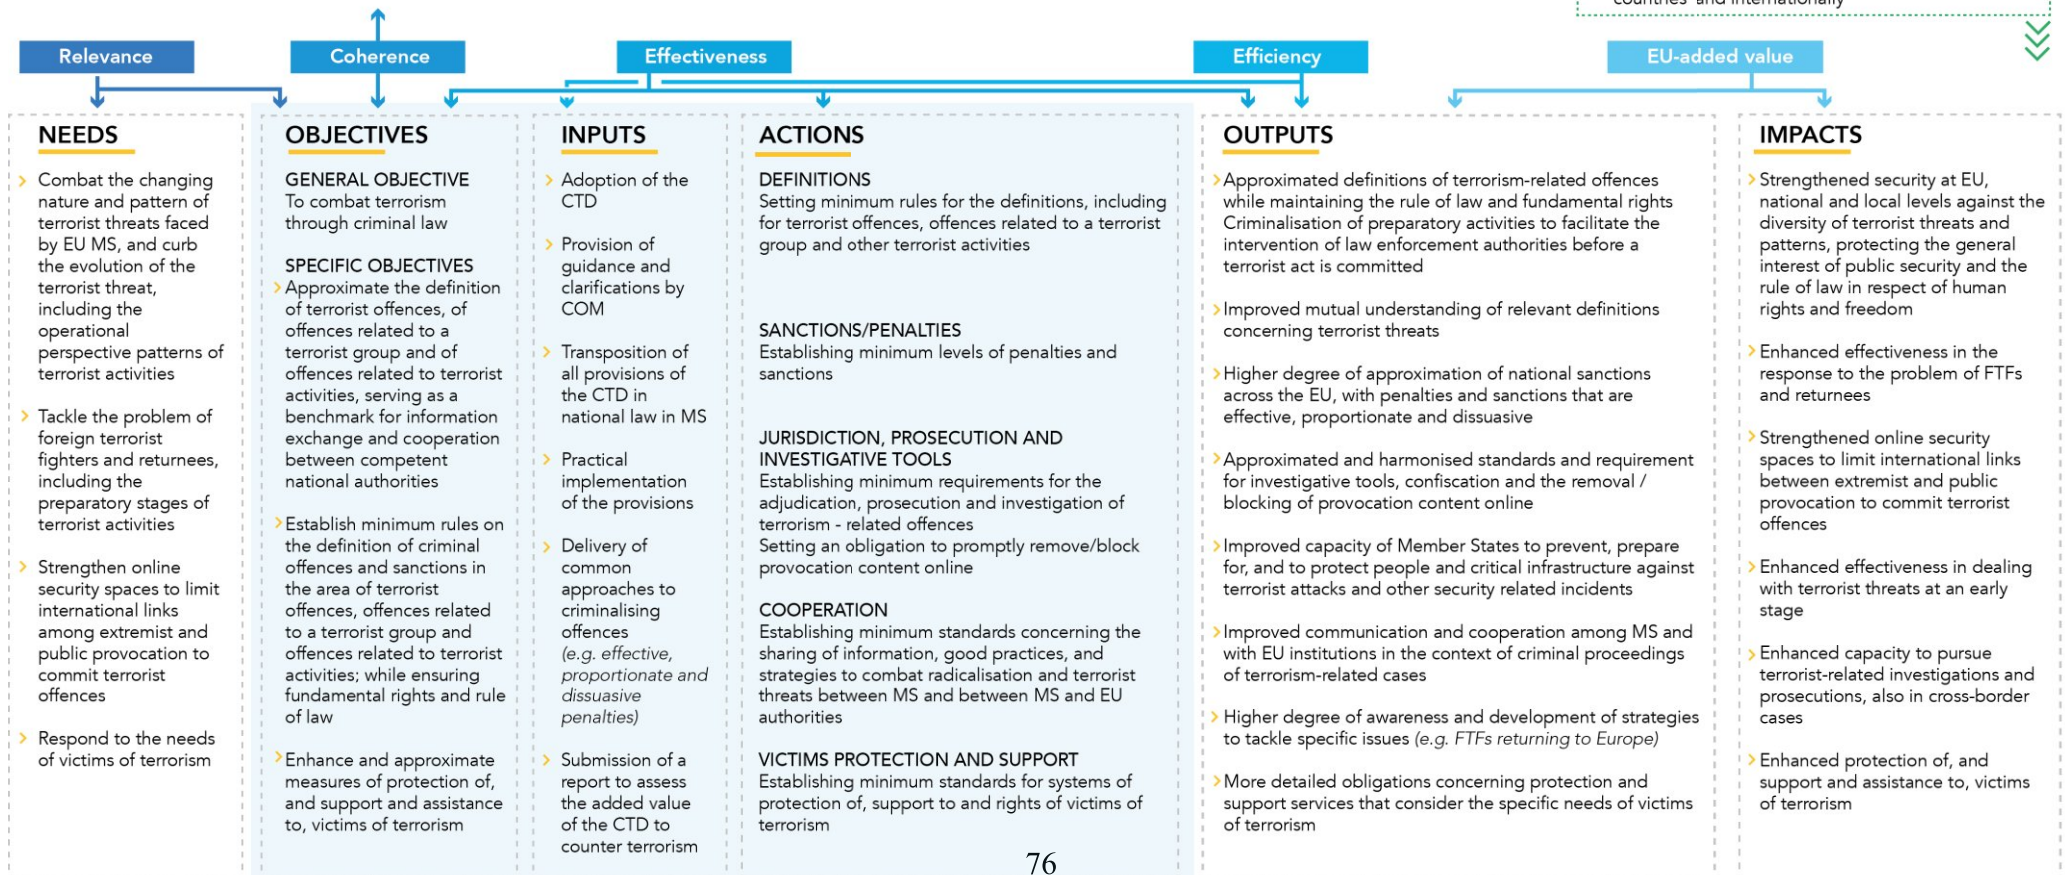 countries and internationally
Relevance
Coherence
Effectiveness
Efficiency
EU-added value
NEEDS
Combat the changing
nature and pattern of
terrorist threats faced
by EU MS, and curb
the evolution of the
terrorist threat,
including the
operational
perspective patterns of
terrorist activities
Tackle the problem of
foreign terrorist
fighters and returnees,
including the
preparatory stages of
terrorist activities
Strengthen online
security spaces to limit
international links
among extremist and
public provocation to
commit terrorist
offences
Respond to the needs
of victims of terrorism
OBJECTIVES
GENERAL OBJECTIVE
To combat terrorism
through criminal law
SPECIFIC OBJECTIVES
Approximate the definition
of terrorist offences, of
offences related to a
terrorist group and of
offences related to terrorist
activities, serving as a
benchmark for information
exchange and cooperation
between competent
national authorities
Establish minimum rules on
the definition of criminal
offences and sanctions in
the area of terrorist
offences, offences related
to a terrorist group and
offences related to terrorist
activities; while ensuring
fundamental rights and rule
of law
Enhance and approximate
measures of protection of,
and support and assistance
to, victims of terrorism
INPUTS
Adoption of the
CTD
Provision of
guidance and
clarifications by
COM
Transposition of
all provisions of
the CTD in
national law in MS
Practical
implementation
of the provisions
Delivery of
common
approaches to
criminalising
offences
(e.g. effective,
proportionate and
dissuasive
penalties)
Submission of a
report to assess
the added value
of the CTD to
counter terrorism
ACTIONS
DEFINITIONS
Setting minimum rules for the definitions, including
for terrorist offences, offences related to a terrorist
group and other terrorist activities
SANCTIONS/PENALTIES
Establishing minimum levels of penalties and
sanctions
JURISDICTION, PROSECUTION AND
INVESTIGATIVE TOOLS
Establishing minimum requirements for the
adjudication, prosecution and investigation of
terrorism - related offences
Setting an obligation to promptly remove/block
provocation content online
COOPERATION
Establishing minimum standards concerning the
sharing of information, good practices, and
strategies to combat radicalisation and terrorist
threats between MS and between MS and EU
authorities
VICTIMS PROTECTION AND SUPPORT
Establishing minimum standards for systems of
protection of, support to and rights of victims of
terrorism
OUTPUTS
Approximated definitions of terrorism-related offences
while maintaining the rule of law and fundamental rights
Criminalisation of preparatory activities to facilitate the
intervention of law enforcement authorities before a
terrorist act is committed
Improved mutual understanding of relevant definitions
concerning terrorist threats
Higher degree of approximation of national sanctions
across the EU, with penalties and sanctions that are
effective, proportionate and dissuasive
Approximated and harmonised standards and requirement
for investigative tools, confiscation and the removal /
blocking of provocation content online
Improved capacity of Member States to prevent, prepare
for, and to protect people and critical infrastructure against
terrorist attacks and other security related incidents
Improved communication and cooperation among MS and
with EU institutions in the context of criminal proceedings
of terrorism-related cases
Higher degree of awareness and development of strategies
to tackle specific issues (e.g. FTFs returning to Europe)
More detailed obligations concerning protection and
support services that consider the specific needs of victims
of terrorism
IMPACTS
Strengthened security at EU,
national and local levels against the
diversity of terrorist threats and
patterns, protecting the general
interest of public security and the
rule of law in respect of human
rights and freedom
Enhanced effectiveness in the
response to the problem of FTFs
and returnees
Strengthened online security
spaces to limit international links
between extremist and public
provocation to commit terrorist
offences
Enhanced effectiveness in dealing
with terrorist threats at an early
stage
Enhanced capacity to pursue
terrorist-related investigations and
prosecutions, also in cross-border
cases
Enhanced protection of, and
support and assistance to, victims
of terrorism
76